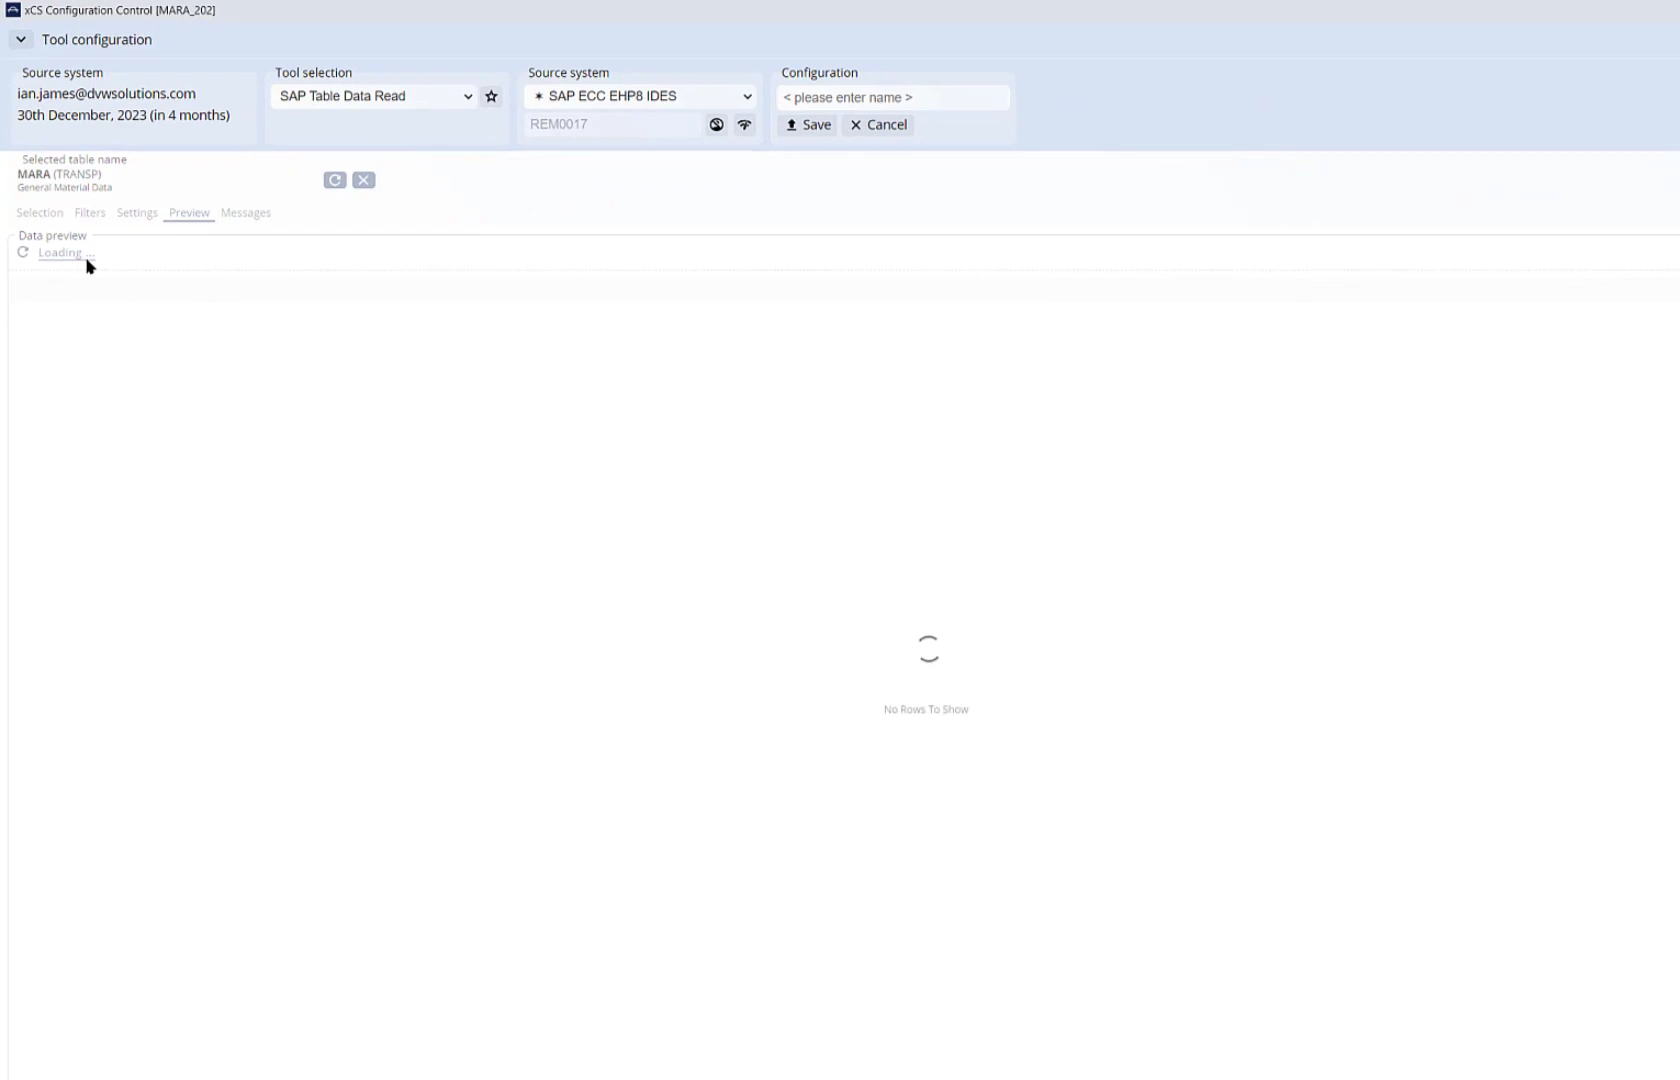 xCS Configuration Control [MARA_202]
Tool configuration
Source system
ian.james@dvwsolutions.com
30th December, 2023 (in 4 months)
Tool selection
SAP Table Data Read
Source system
✶ SAP ECC EHP8 IDES
REM0017
Configuration
< please enter name >
Save
Cancel
Selected table name
MARA (TRANSP)
General Material Data
Selection Filters Settings Preview Messages
Data preview
Loading ...
No Rows To Show